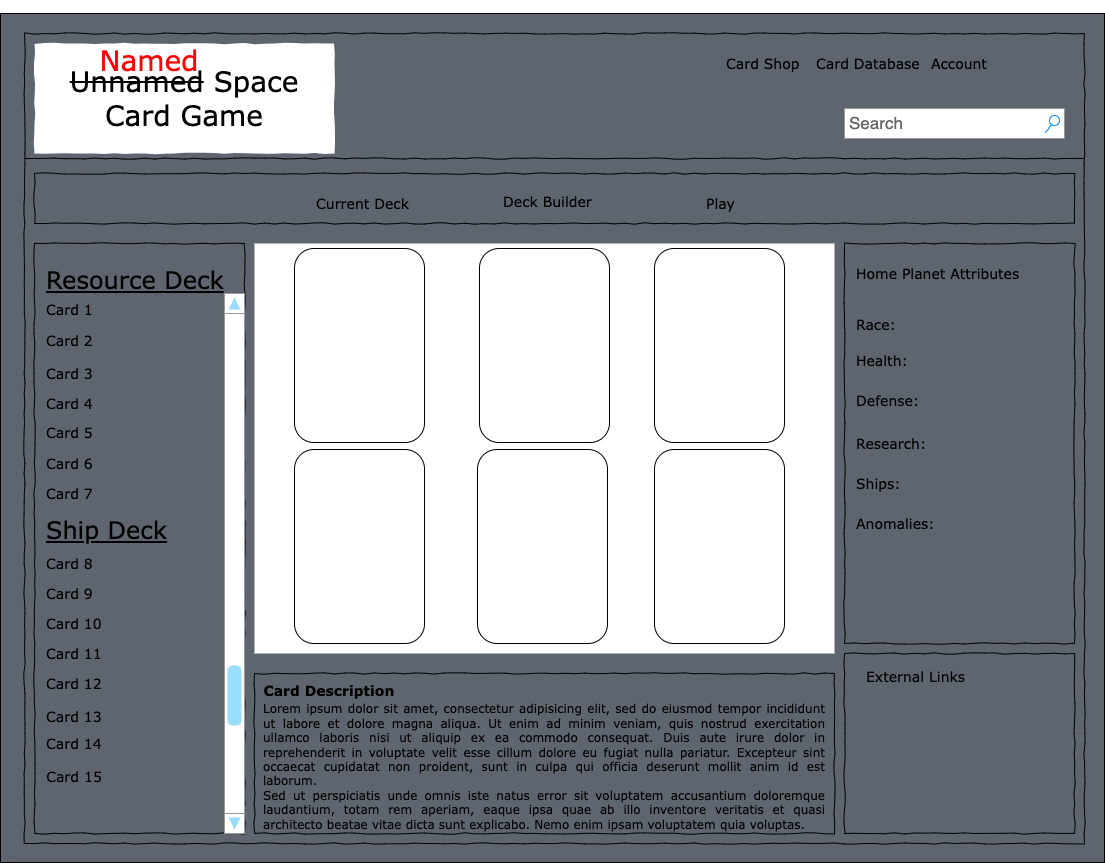 Named
Unnamed Space
Card Game
Card Shop Card Database Account
Search
Current Deck Deck Builder Play
Resource Deck
Card 1
Card 2
Card 3
Card 4
Card 5
Card 6
Card 7
Ship Deck
Card 8
Card 9
Card 10
Card 11
Card 12
Card 13
Card 14
Card 15
Card Description
Lorem ipsum dolor sit amet, consectetur adipisicing elit, sed do eiusmod tempor incididunt
ut labore et dolore magna aliqua. Ut enim ad minim veniam, quis nostrud exercitation
ullamco laboris nisi ut aliquip ex ea commodo consequat. Duis aute irure dolor in
reprehenderit in voluptate velit esse cillum dolore eu fugiat nulla pariatur. Excepteur sint
occaecat cupidatat non proident, sunt in culpa qui officia deserunt mollit anim id est
laborum.
Sed ut perspiciatis unde omnis iste natus error sit voluptatem accusantium doloremque
laudantium, totam rem aperiam, eaque ipsa quae ab illo inventore veritatis et quasi
architecto beatae vitae dicta sunt explicabo. Nemo enim ipsam voluptatem quia voluptas.
Home Planet Attributes
Race:
Health:
Defense:
Research:
Ships:
Anomalies:
External Links